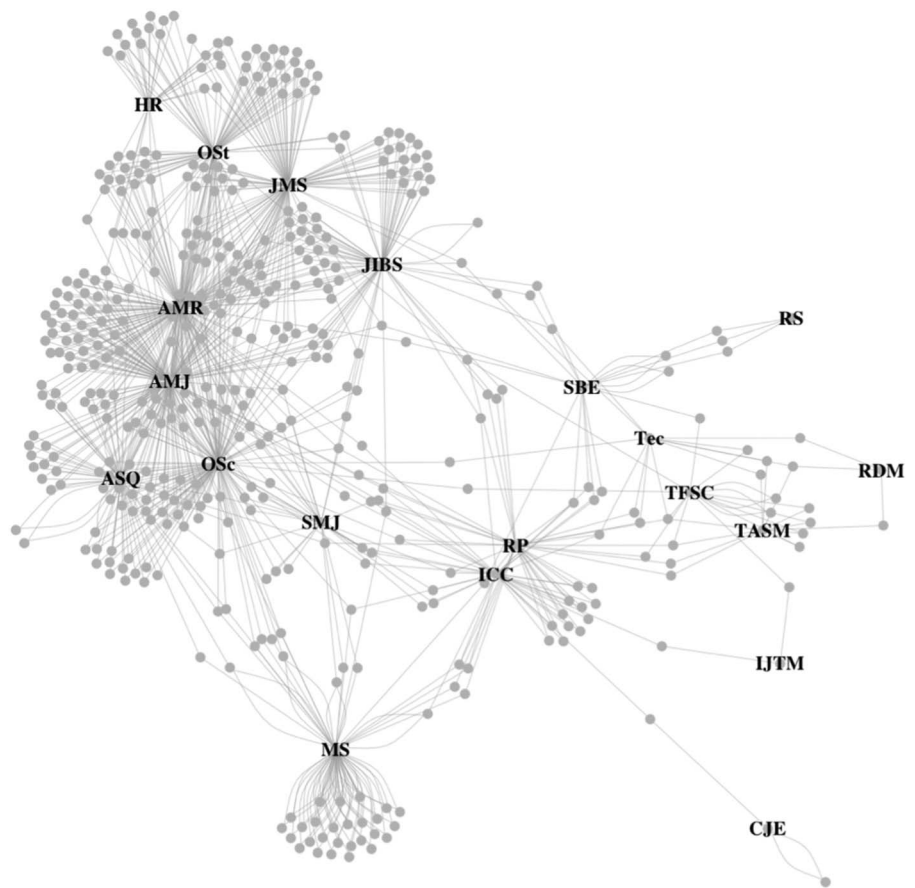 HR
OSt
JMS
JIBS
AMR
RS
AMJ
SBE
Tec
OSc
ASQ
RDM
TFSC
SMJ
TASM
RP
ICC
IJTM
MS
CJE